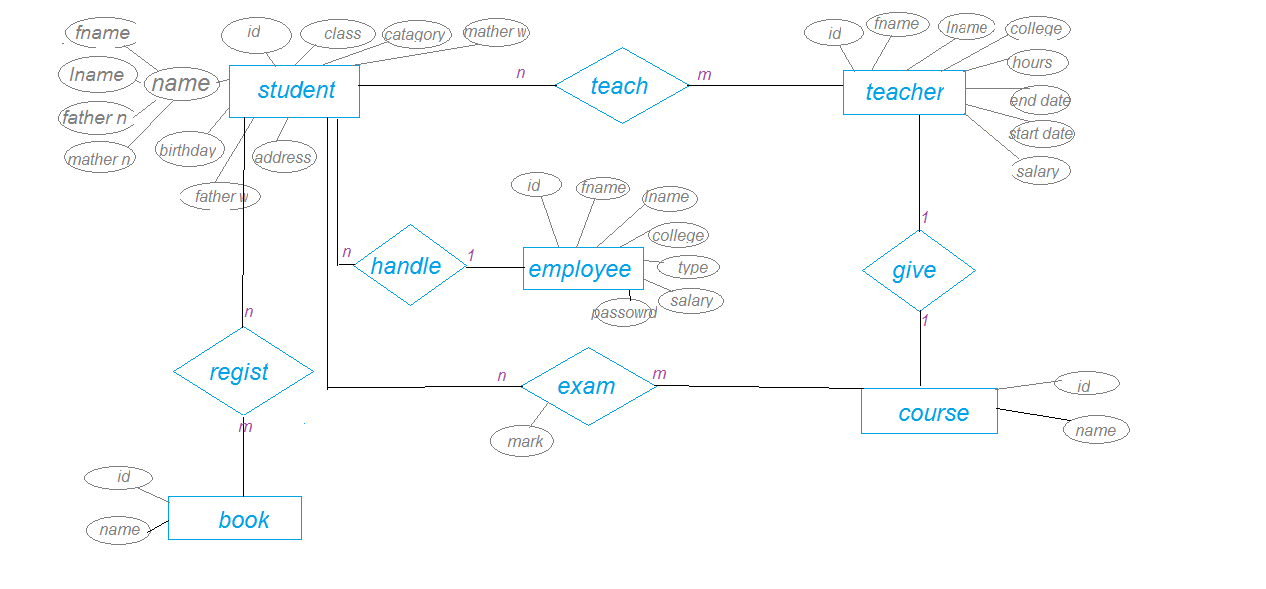 fname
id
class
catagory
mather w
id
fname
lname
college
lname
name
student
n
teach
m
teacher
hours
end date
father n
start date
mather n
birthday
address
salary
father w
id
fname
lname
1
college
n
handle
1
employee
type
give
salary
passowrd
n
1
regist
n
exam
m
id
mark
course
name
m
id
book
name